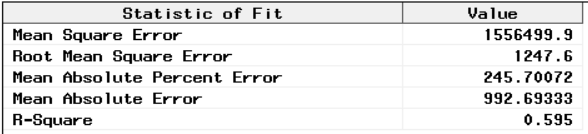 Statistic of Fit Value
Mean Square Error 1556499.9
Root Mean Square Error 1247.6
Mean Absolute Percent Error 245.70072
Mean Absolute Error 992.69333
R-Square 0.595